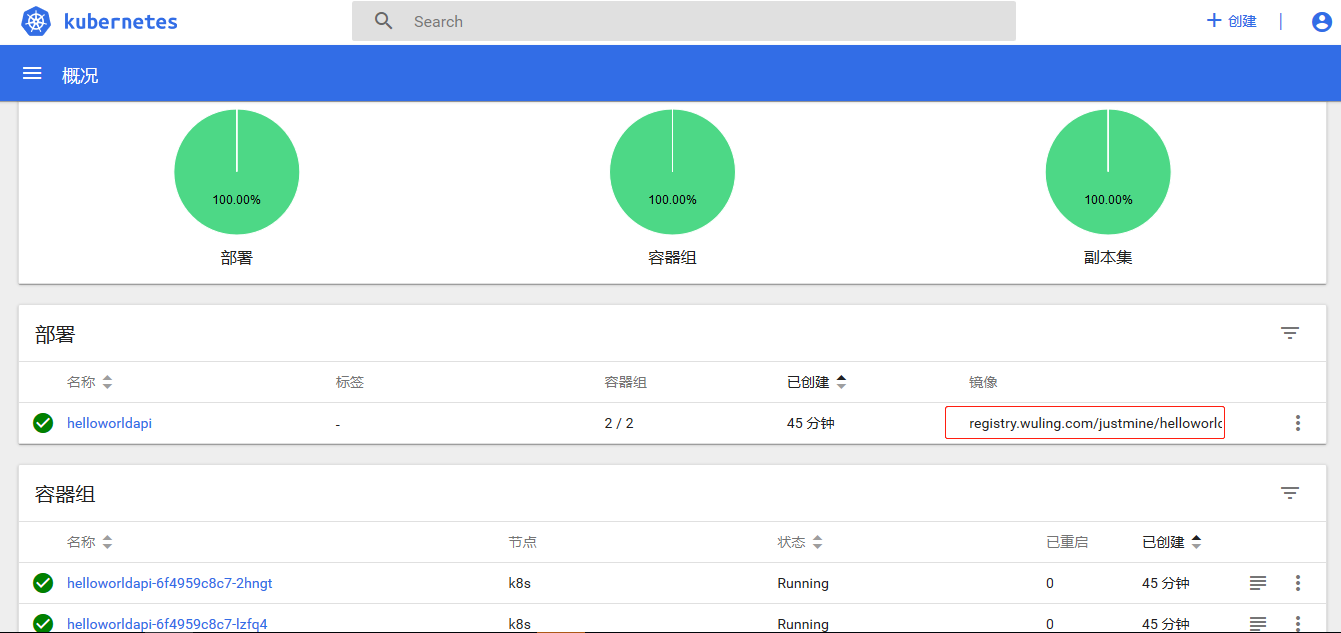 kubernetes Search 创建
概况
100.00% 100.00% 100.00%
部署 容器组 副本集
部署
名称 标签 容器组 已创建 镜像
helloworldapi - 2 / 2 45 分钟 registry.wuling.com/justmine/helloworl
容器组
名称 节点 状态 已重启 已创建
helloworldapi-6f4959c8c7-2hngt k8s Running 0 45 分钟
helloworldapi-6f4959c8c7-lzfq4 k8s Running 0 45 分钟